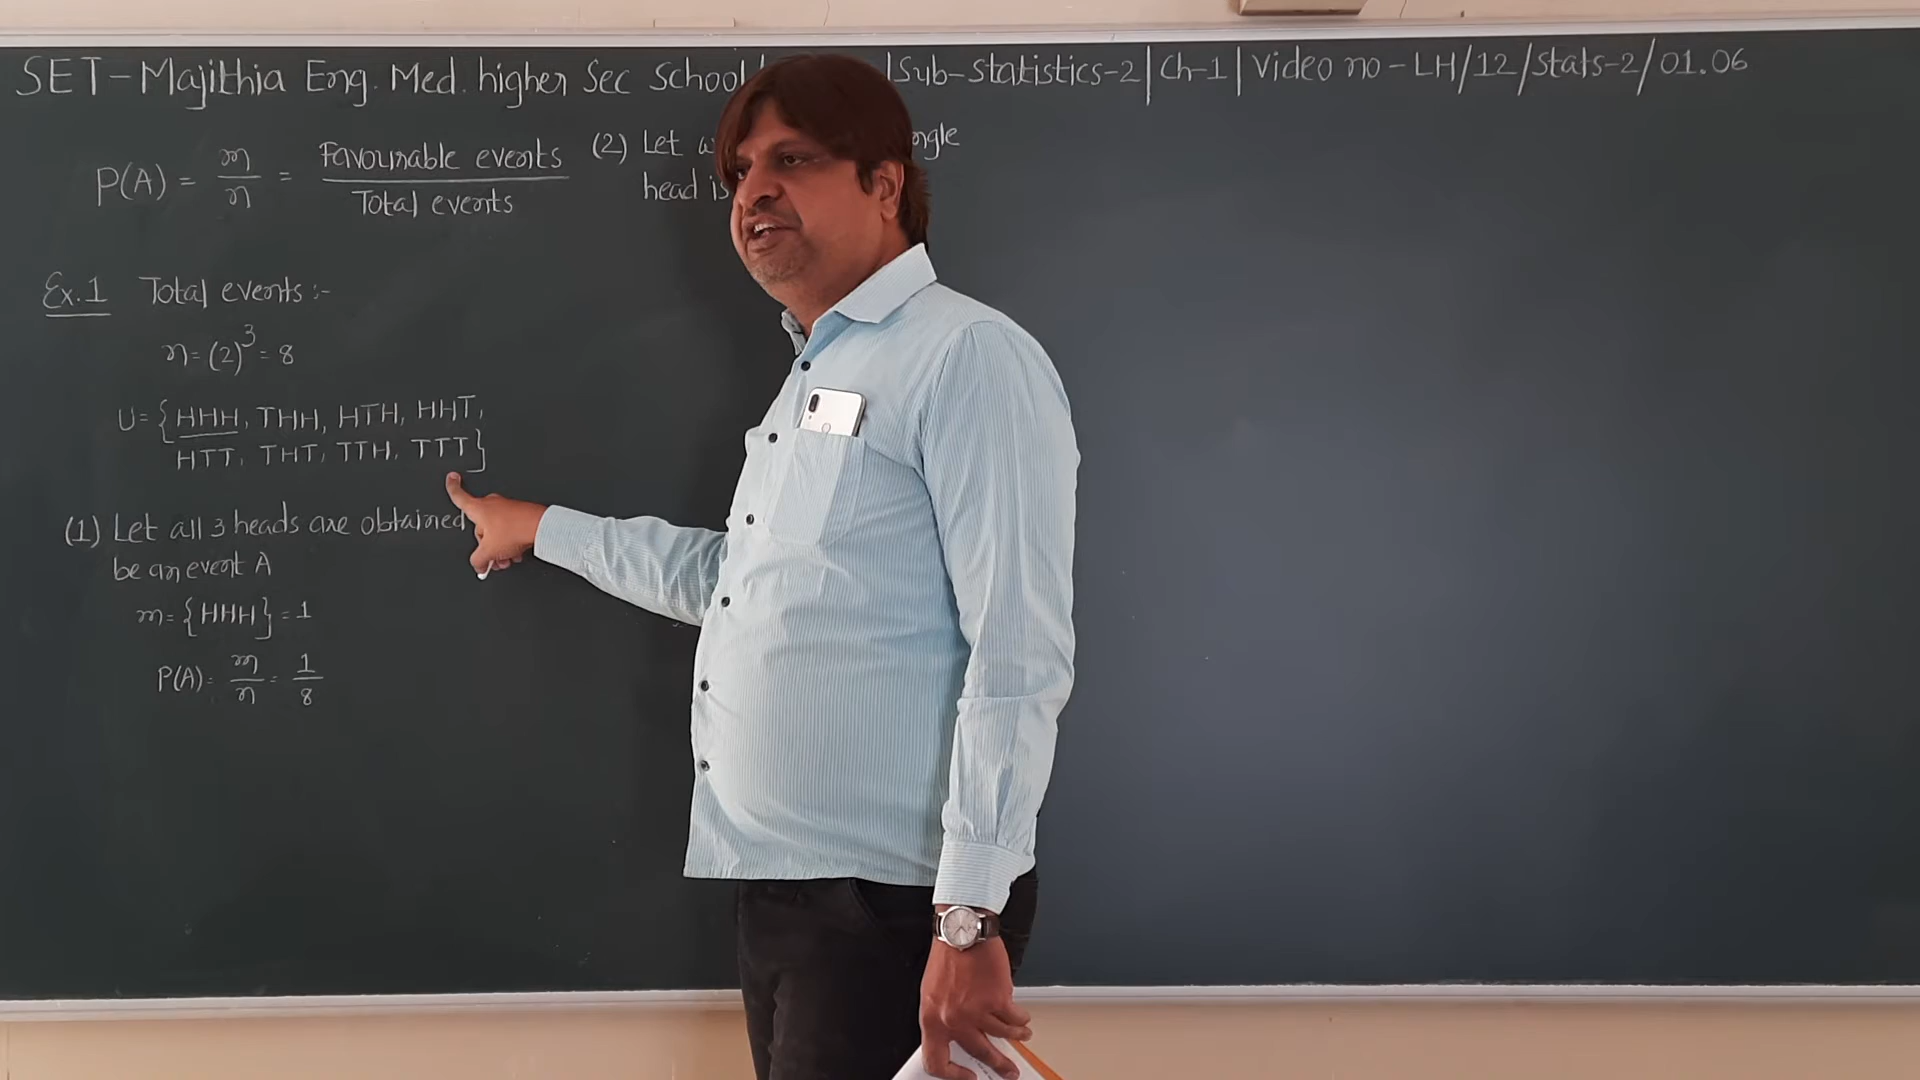 SET-Majithia Eng. Med. higher Sec School |Sub-Statistics-2|Ch-1|Video no - LH/12/Stats-2/01.06
P(A) = m/n = Favourable events / Total events
Ex.1 Total events :-
n = (2)^3 = 8
U = {HHH, THH, HTH, HHT,
HTT, THT, TTH, TTT}
(1) Let all 3 heads are obtained
be an event A
m = {HHH} = 1
P(A) = m/n = 1/8
(2) Let
head is